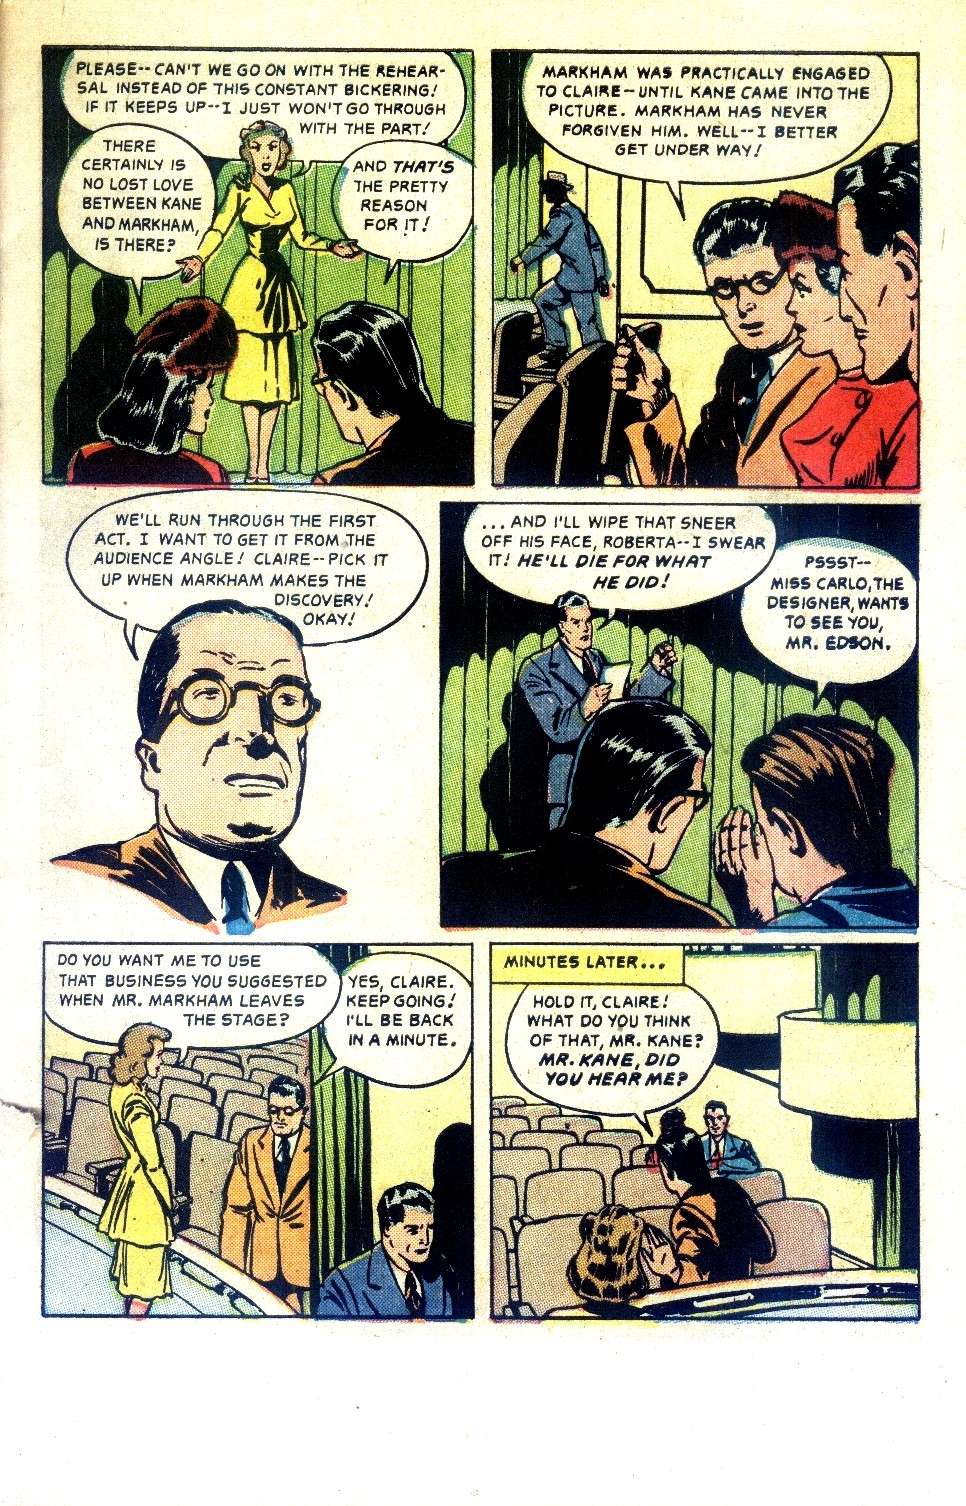 PLEASE-- CAN'T WE GO ON WITH THE REHEAR-
SAL INSTEAD OF THIS CONSTANT BICKERING!
IF IT KEEPS UP-- I JUST WON'T GO THROUGH
WITH THE PART!
THERE
CERTAINLY IS
NO LOST LOVE
BETWEEN KANE
AND MARKHAM,
IS THERE?
AND THAT'S
THE PRETTY
REASON
FOR IT!
MARKHAM WAS PRACTICALLY ENGAGED
TO CLAIRE-- UNTIL KANE CAME INTO THE
PICTURE. MARKHAM HAS NEVER
FORGIVEN HIM. WELL-- I BETTER
GET UNDER WAY!
WE'LL RUN THROUGH THE FIRST
ACT. I WANT TO GET IT FROM THE
AUDIENCE ANGLE! CLAIRE-- PICK IT
UP WHEN MARKHAM MAKES THE
DISCOVERY!
OKAY!
...AND I'LL WIPE THAT SNEER
OFF HIS FACE, ROBERTA-- I SWEAR
IT! HE'LL DIE FOR WHAT
HE DID!
PSSST--
MISS CARLO, THE
DESIGNER, WANTS
TO SEE YOU,
MR. EDSON.
DO YOU WANT ME TO USE
THAT BUSINESS YOU SUGGESTED
WHEN MR. MARKHAM LEAVES
THE STAGE?
YES, CLAIRE.
KEEP GOING!
I'LL BE BACK
IN A MINUTE.
MINUTES LATER...
HOLD IT, CLAIRE!
WHAT DO YOU THINK
OF THAT, MR. KANE?
MR. KANE, DID
YOU HEAR ME?